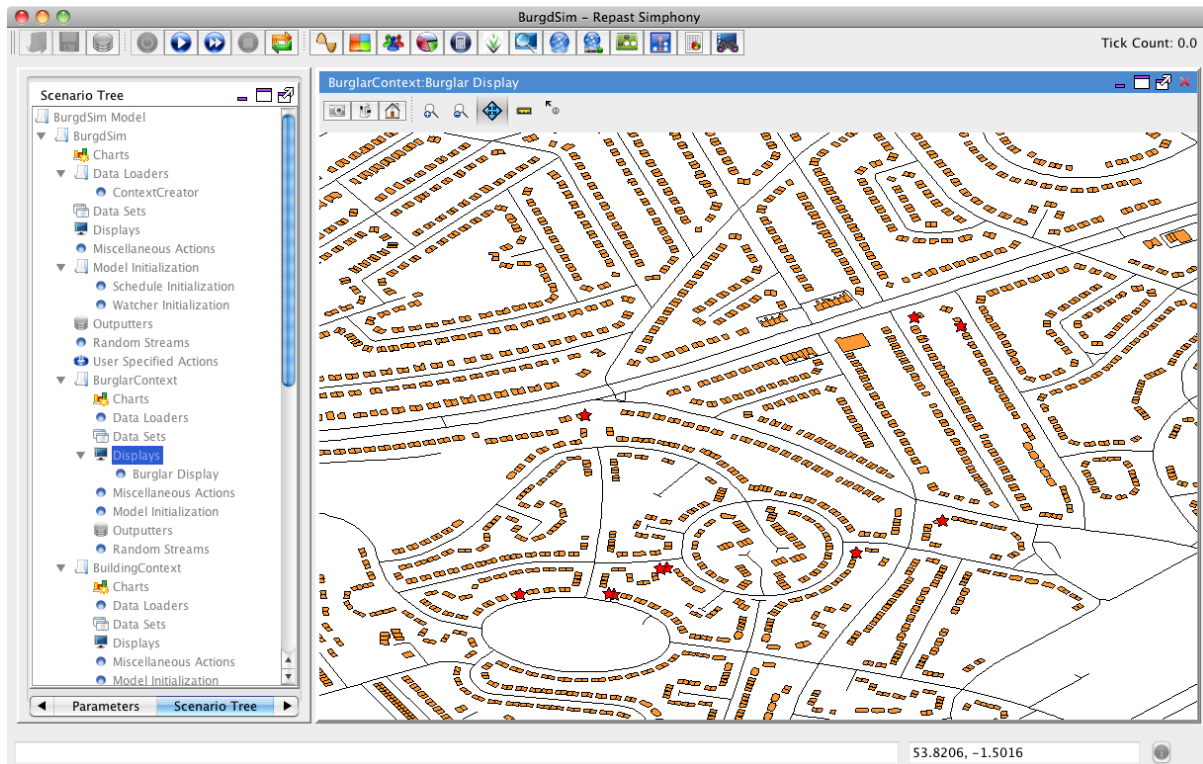 BurgdSim – Repast Simphony
Tick Count: 0.0
Scenario Tree
BurgdSim Model
BurgdSim
Charts
Data Loaders
ContextCreator
Data Sets
Displays
Miscellaneous Actions
Model Initialization
Schedule Initialization
Watcher Initialization
Outputters
Random Streams
User Specified Actions
BurglarContext
Charts
Data Loaders
Data Sets
Displays
Burglar Display
Miscellaneous Actions
Model Initialization
Outputters
Random Streams
BuildingContext
Charts
Data Loaders
Data Sets
Displays
Miscellaneous Actions
Model Initialization
Parameters
Scenario Tree
BurglarContext:Burglar Display
53.8206, -1.5016